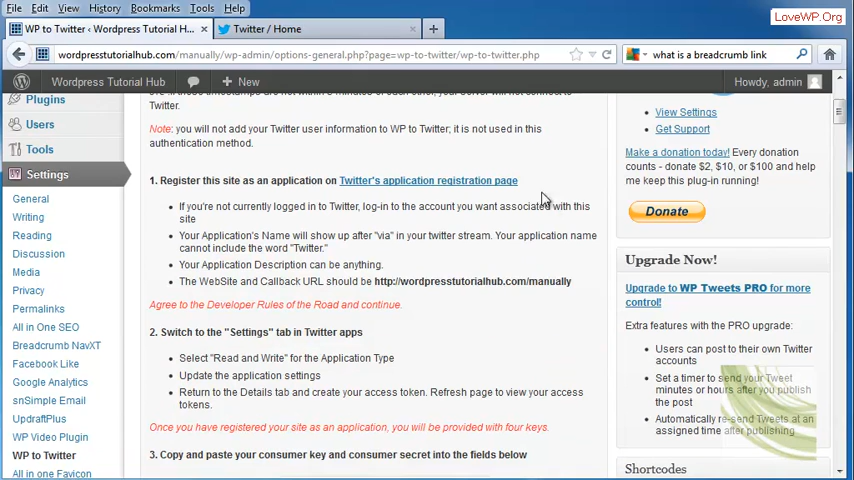 File Edit View History Bookmarks Tools Help
LoveWP.Org
WP to Twitter ‹ Wordpress Tutorial H...
Twitter / Home
wordpresstutorialhub.com/manually/wp-admin/options-general.php?page=wp-to-twitter/wp-to-twitter.php
what is a breadcrumb link
Wordpress Tutorial Hub
+ New
Howdy, admin
Plugins
Users
Tools
Settings
General
Writing
Reading
Discussion
Media
Privacy
Permalinks
All in One SEO
Breadcrumb NavXT
Facebook Like
Google Analytics
snSimple Email
UpdraftPlus
WP Video Plugin
WP to Twitter
All in one Favicon
Twitter.
Note: you will not add your Twitter user information to WP to Twitter; it is not used in this
authentication method.
1. Register this site as an application on Twitter's application registration page
• If you're not currently logged in to Twitter, log-in to the account you want associated with this
site
• Your Application's Name will show up after "via" in your twitter stream. Your application name
cannot include the word "Twitter."
• Your Application Description can be anything.
• The WebSite and Callback URL should be http://wordpresstutorialhub.com/manually
Agree to the Developer Rules of the Road and continue.
2. Switch to the "Settings" tab in Twitter apps
• Select "Read and Write" for the Application Type
• Update the application settings
• Return to the Details tab and create your access token. Refresh page to view your access
tokens.
Once you have registered your site as an application, you will be provided with four keys.
3. Copy and paste your consumer key and consumer secret into the fields below
• View Settings
• Get Support
Make a donation today! Every donation
counts - donate $2, $10, or $100 and help
me keep this plug-in running!
Donate
Upgrade Now!
Upgrade to WP Tweets PRO for more
control!
Extra features with the PRO upgrade:
• Users can post to their own Twitter
accounts
• Set a timer to send your Tweet
minutes or hours after you publish
the post
• Automatically re-send Tweets at an
assigned time after publishing
Shortcodes